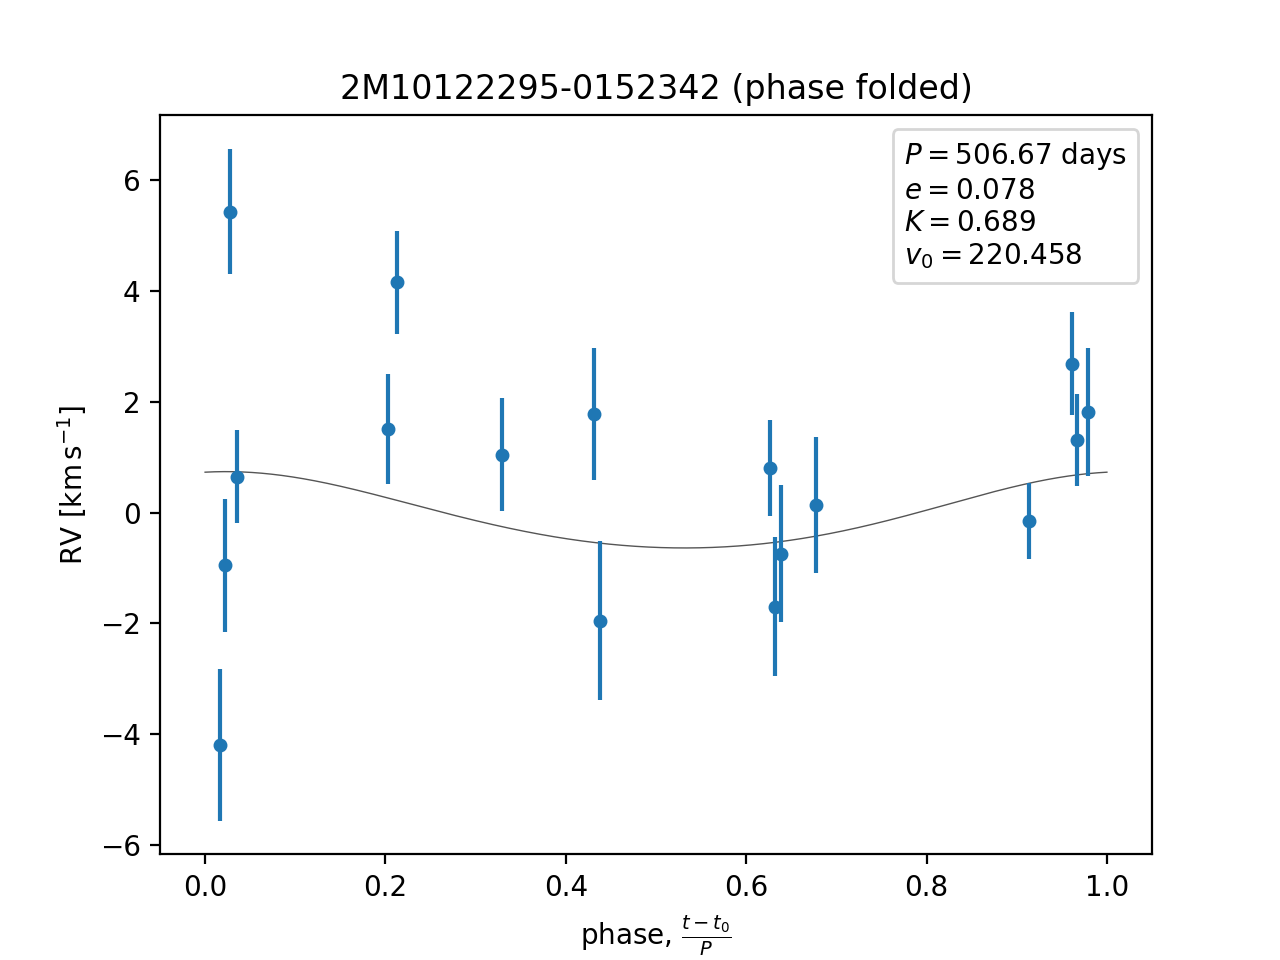 2M10122295-0152342 (phase folded)
P = 506.67 days
e = 0.078
K = 0.689
v₀ = 220.458
RV [km s⁻¹]
6
4
2
0
−2
−4
−6
0.0 0.2 0.4 0.6 0.8 1.0
phase, (t − t₀)/P